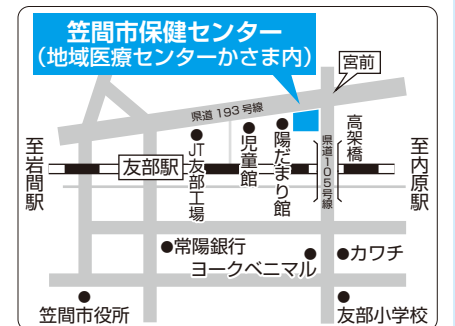 笠間市保健センター
（地域医療センターかさま内）
宮前
県道193号線
JT友部工場
児童館
陽だまり館
県道105号線
高架橋
至岩間駅
友部駅
至内原駅
●常陽銀行
ヨークベニマル
●カワチ
笠間市役所
友部小学校